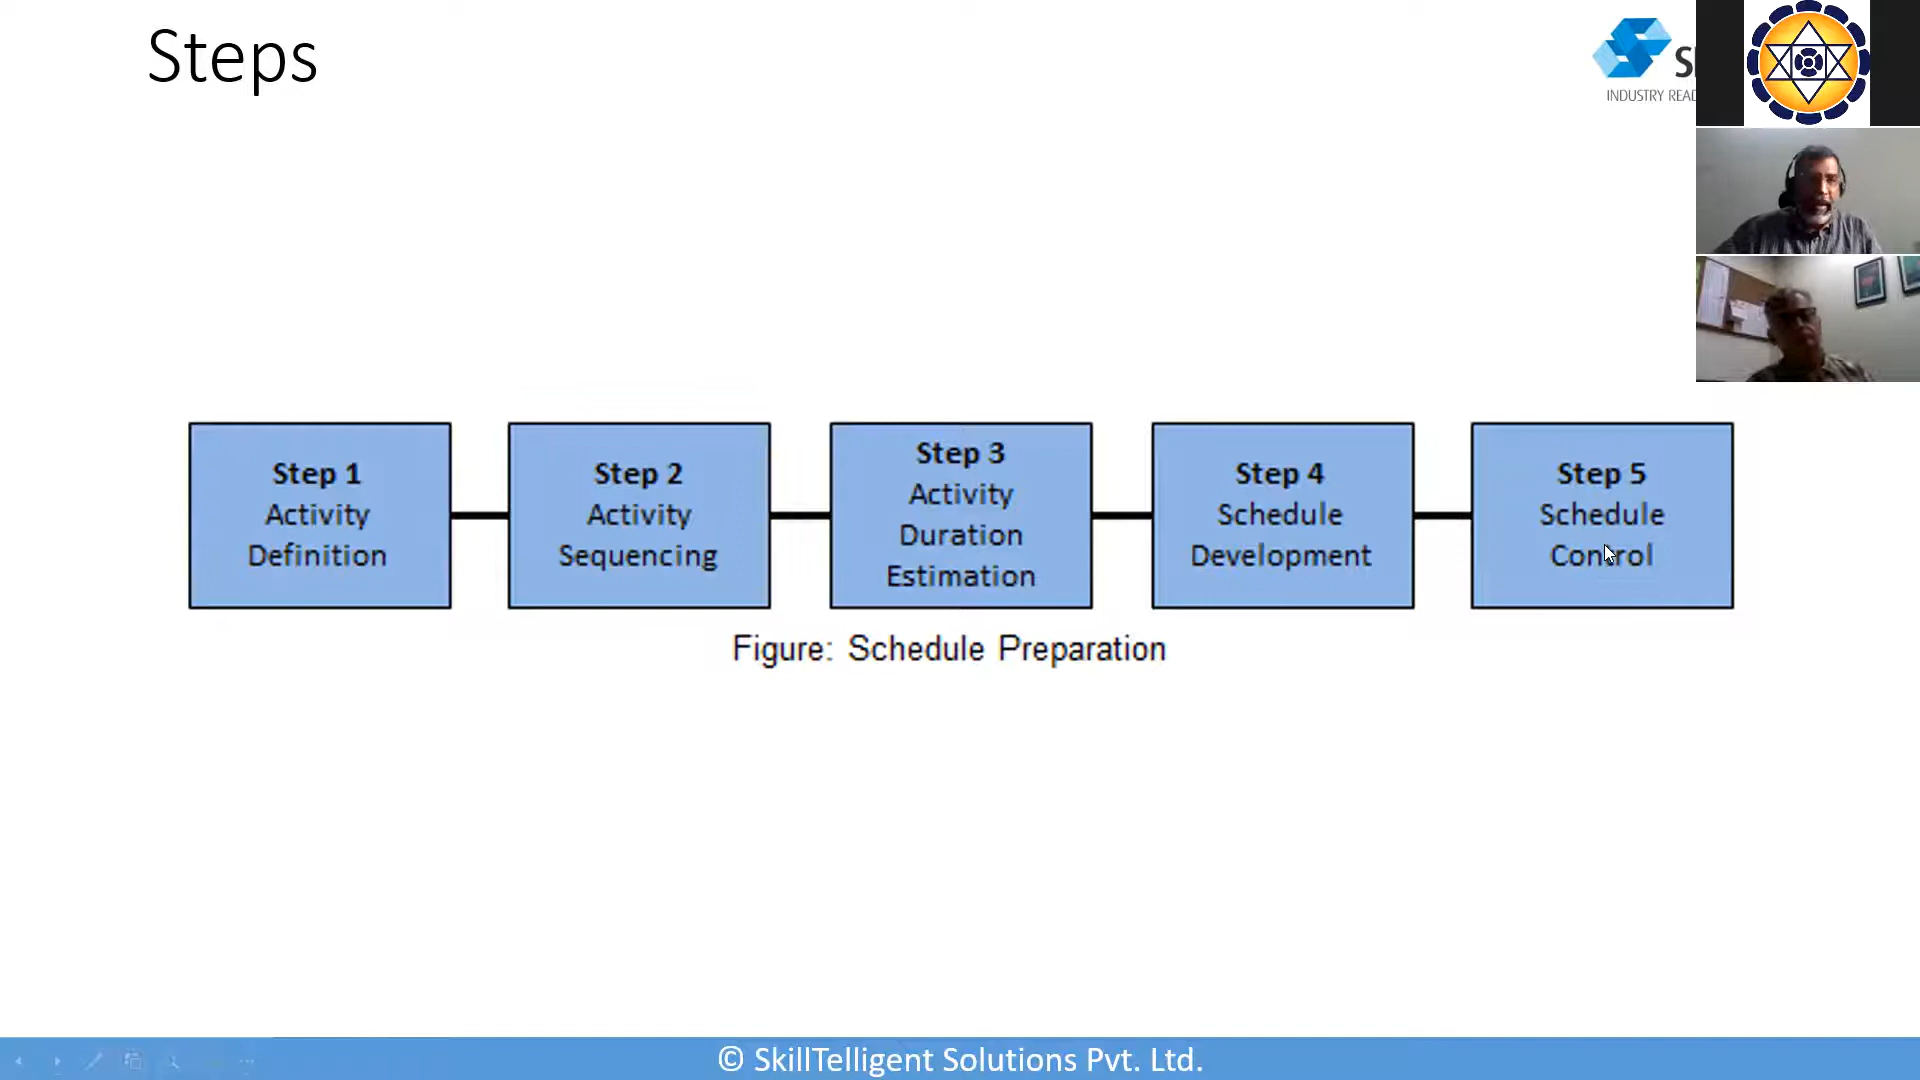 Steps
INDUSTRY
Step 1
Activity
Definition
Step 2
Activity
Sequencing
Step 3
Activity
Duration
Estimation
Step 4
Schedule
Development
Step 5
Schedule
Control
Figure: Schedule Preparation
© SkillTelligent Solutions Pvt. Ltd.